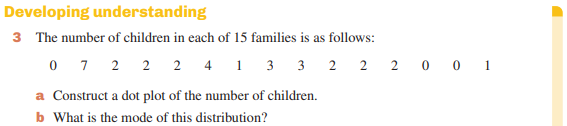 Developing understanding
3 The number of children in each of 15 families is as follows:
0 7 2 2 2 4 1 3 3 2 2 2 0 0 1
a Construct a dot plot of the number of children.
b What is the mode of this distribution?